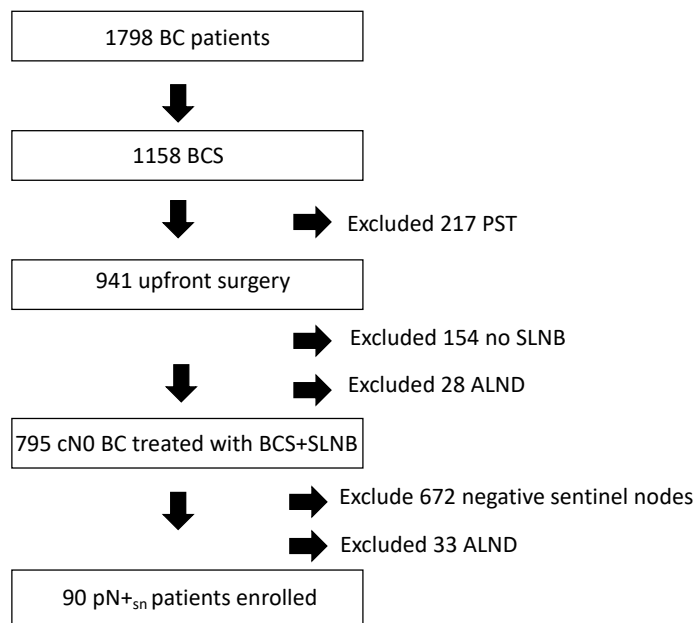 1798 BC patients
1158 BCS
Excluded 217 PST
941 upfront surgery
Excluded 154 no SLNB
Excluded 28 ALND
795 cN0 BC treated with BCS+SLNB
Exclude 672 negative sentinel nodes
Excluded 33 ALND
90 pN+sn patients enrolled